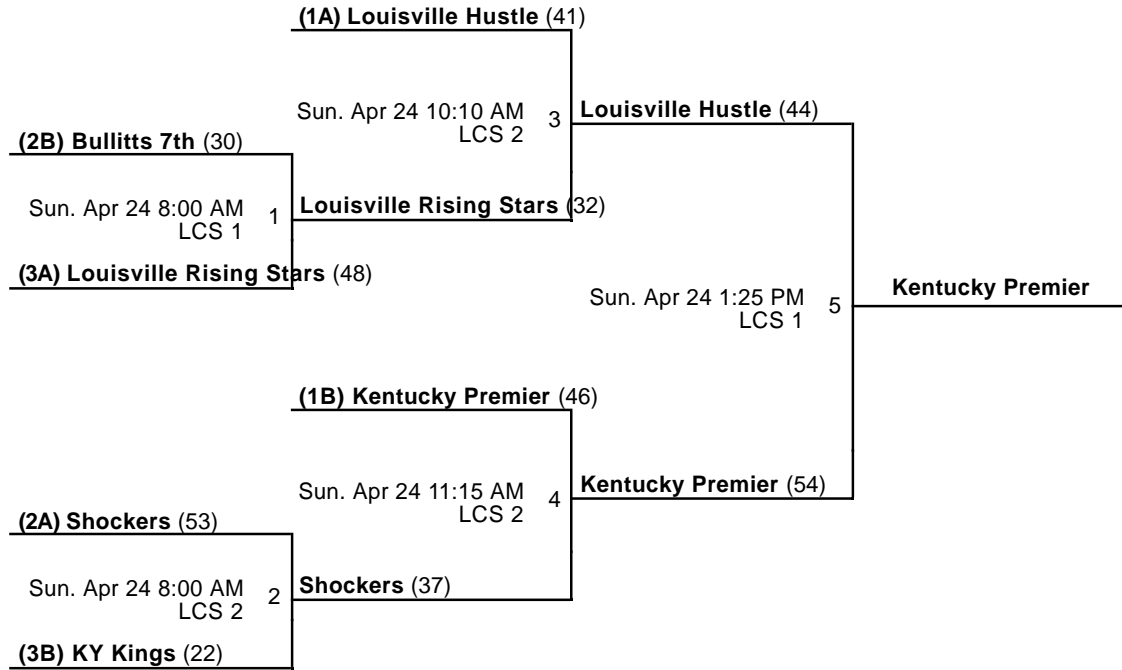 (1A) Louisville Hustle (41)
Sun. Apr 24 10:10 AM
LCS 2
3
Louisville Hustle (44)
(2B) Bullitts 7th (30)
Sun. Apr 24 8:00 AM
LCS 1
1
Louisville Rising Stars (32)
(3A) Louisville Rising Stars (48)
Sun. Apr 24 1:25 PM
LCS 1
5
Kentucky Premier
(1B) Kentucky Premier (46)
Sun. Apr 24 11:15 AM
LCS 2
4
Kentucky Premier (54)
(2A) Shockers (53)
Sun. Apr 24 8:00 AM
LCS 2
2
Shockers (37)
(3B) KY Kings (22)